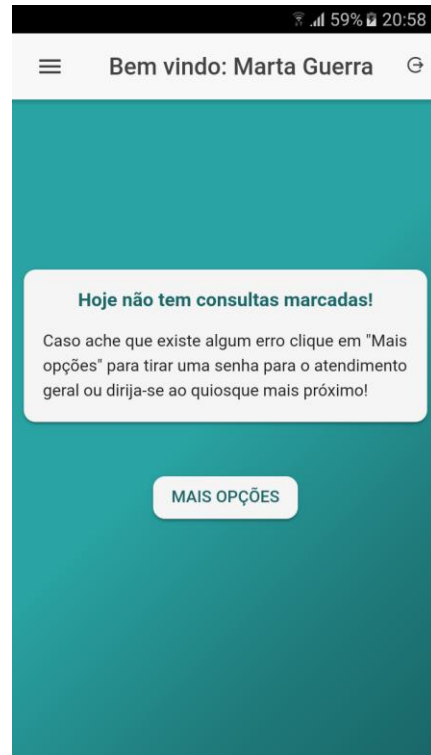 59% 20:58
Bem vindo: Marta Guerra
Hoje não tem consultas marcadas!
Caso ache que existe algum erro clique em "Mais
opções" para tirar uma senha para o atendimento
geral ou dirija-se ao quiosque mais próximo!
MAIS OPÇÕES